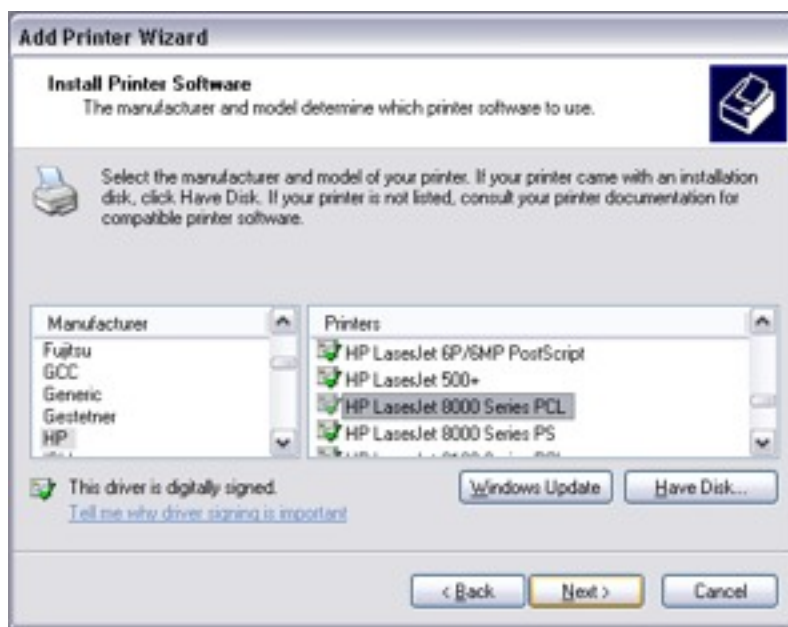 Add Printer Wizard
Install Printer Software
The manufacturer and model determine which printer software to use.
Select the manufacturer and model of your printer. If your printer came with an installation
disk, click Have Disk. If your printer is not listed, consult your printer documentation for
compatible printer software.
Manufacturer
Fujitsu
GCC
Generic
Gestetner
HP
Printers
HP LaserJet 6P/6MP PostScript
HP LaserJet 500+
HP LaserJet 8000 Series PCL
HP LaserJet 8000 Series PS
This driver is digitally signed.
Tell me why driver signing is important
Windows Update
Have Disk...
< Back
Next >
Cancel